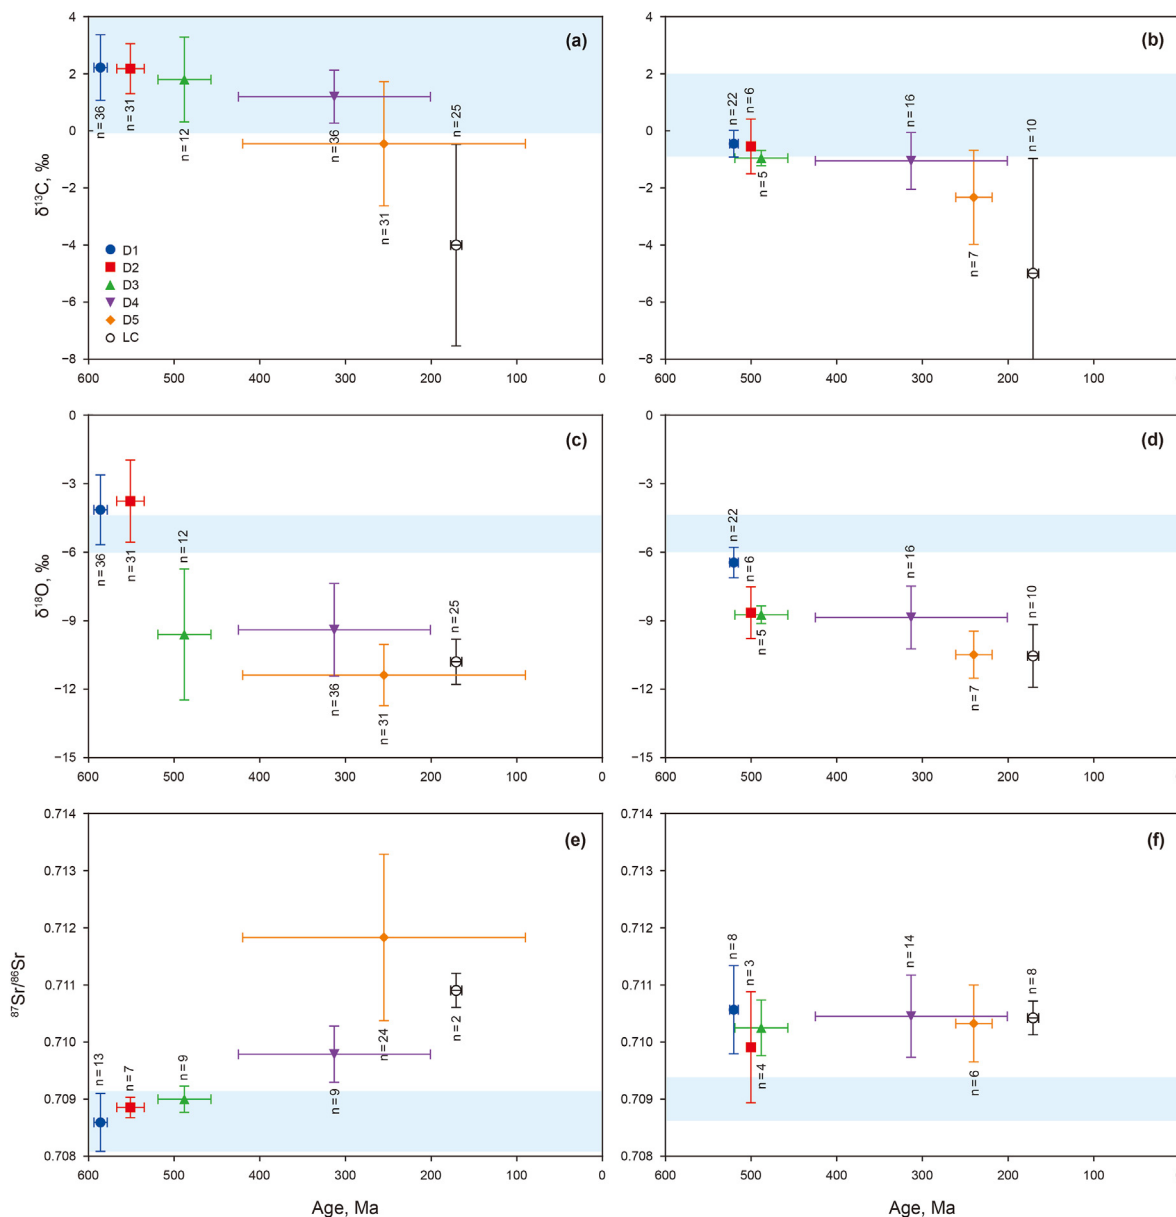 4
2
0
−2
−4
−6
−8
δ¹³C, ‰
(a)
n = 36
n = 31
n = 12
n = 36
n = 31
n = 25
D1
D2
D3
D4
D5
LC
600 500 400 300 200 100 0
4
2
0
−2
−4
−6
−8
(b)
n = 22
n = 6
n = 5
n = 16
n = 7
n = 10
600 500 400 300 200 100
0
−3
−6
−9
−12
−15
δ¹⁸O, ‰
(c)
n = 36
n = 31
n = 12
n = 36
n = 31
n = 25
600 500 400 300 200 100 0
0
−3
−6
−9
−12
−15
(d)
n = 22
n = 6
n = 5
n = 16
n = 7
n = 10
600 500 400 300 200 100
0.714
0.713
0.712
0.711
0.710
0.709
0.708
⁸⁷Sr/⁸⁶Sr
(e)
n = 13
n = 7
n = 9
n = 9
n = 24
n = 2
600 500 400 300 200 100 0
Age, Ma
0.714
0.713
0.712
0.711
0.710
0.709
0.708
(f)
n = 8
n = 3
n = 4
n = 14
n = 6
n = 8
600 500 400 300 200 100
Age, Ma